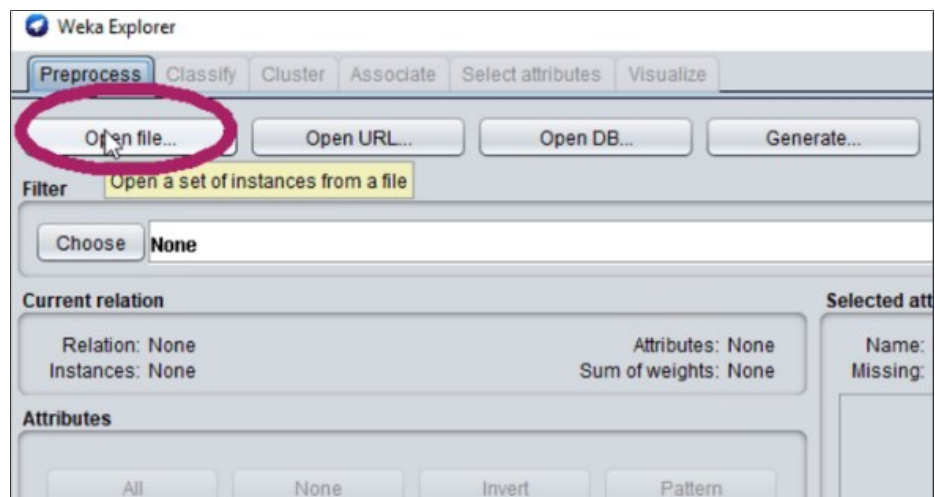 Weka Explorer
Preprocess Classify Cluster Associate Select attributes Visualize
Open file... Open URL... Open DB... Generate...
Open a set of instances from a file
Filter
Choose None
Current relation Selected att
Relation: None Attributes: None Name:
Instances: None Sum of weights: None Missing:
Attributes
All None Invert Pattern